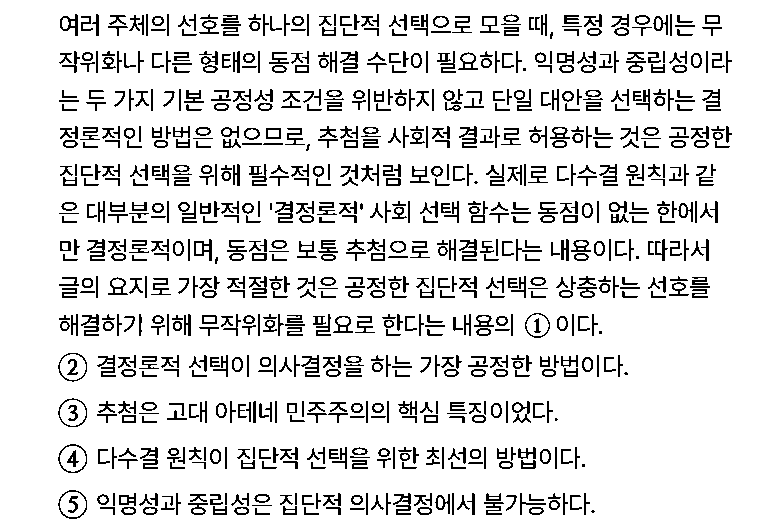 여러 주체의 선호를 하나의 집단적 선택으로 모을 때, 특정 경우에는 무
작위화나 다른 형태의 동점 해결 수단이 필요하다. 익명성과 중립성이라
는 두 가지 기본 공정성 조건을 위반하지 않고 단일 대안을 선택하는 결
정론적인 방법은 없으므로, 추첨을 사회적 결과로 허용하는 것은 공정한
집단적 선택을 위해 필수적인 것처럼 보인다. 실제로 다수결 원칙과 같
은 대부분의 일반적인 '결정론적' 사회 선택 함수는 동점이 없는 한에서
만 결정론적이며, 동점은 보통 추첨으로 해결된다는 내용이다. 따라서
글의 요지로 가장 적절한 것은 공정한 집단적 선택은 상충하는 선호를
해결하기 위해 무작위화를 필요로 한다는 내용의 ①이다.
② 결정론적 선택이 의사결정을 하는 가장 공정한 방법이다.
③ 추첨은 고대 아테네 민주주의의 핵심 특징이었다.
④ 다수결 원칙이 집단적 선택을 위한 최선의 방법이다.
⑤ 익명성과 중립성은 집단적 의사결정에서 불가능하다.